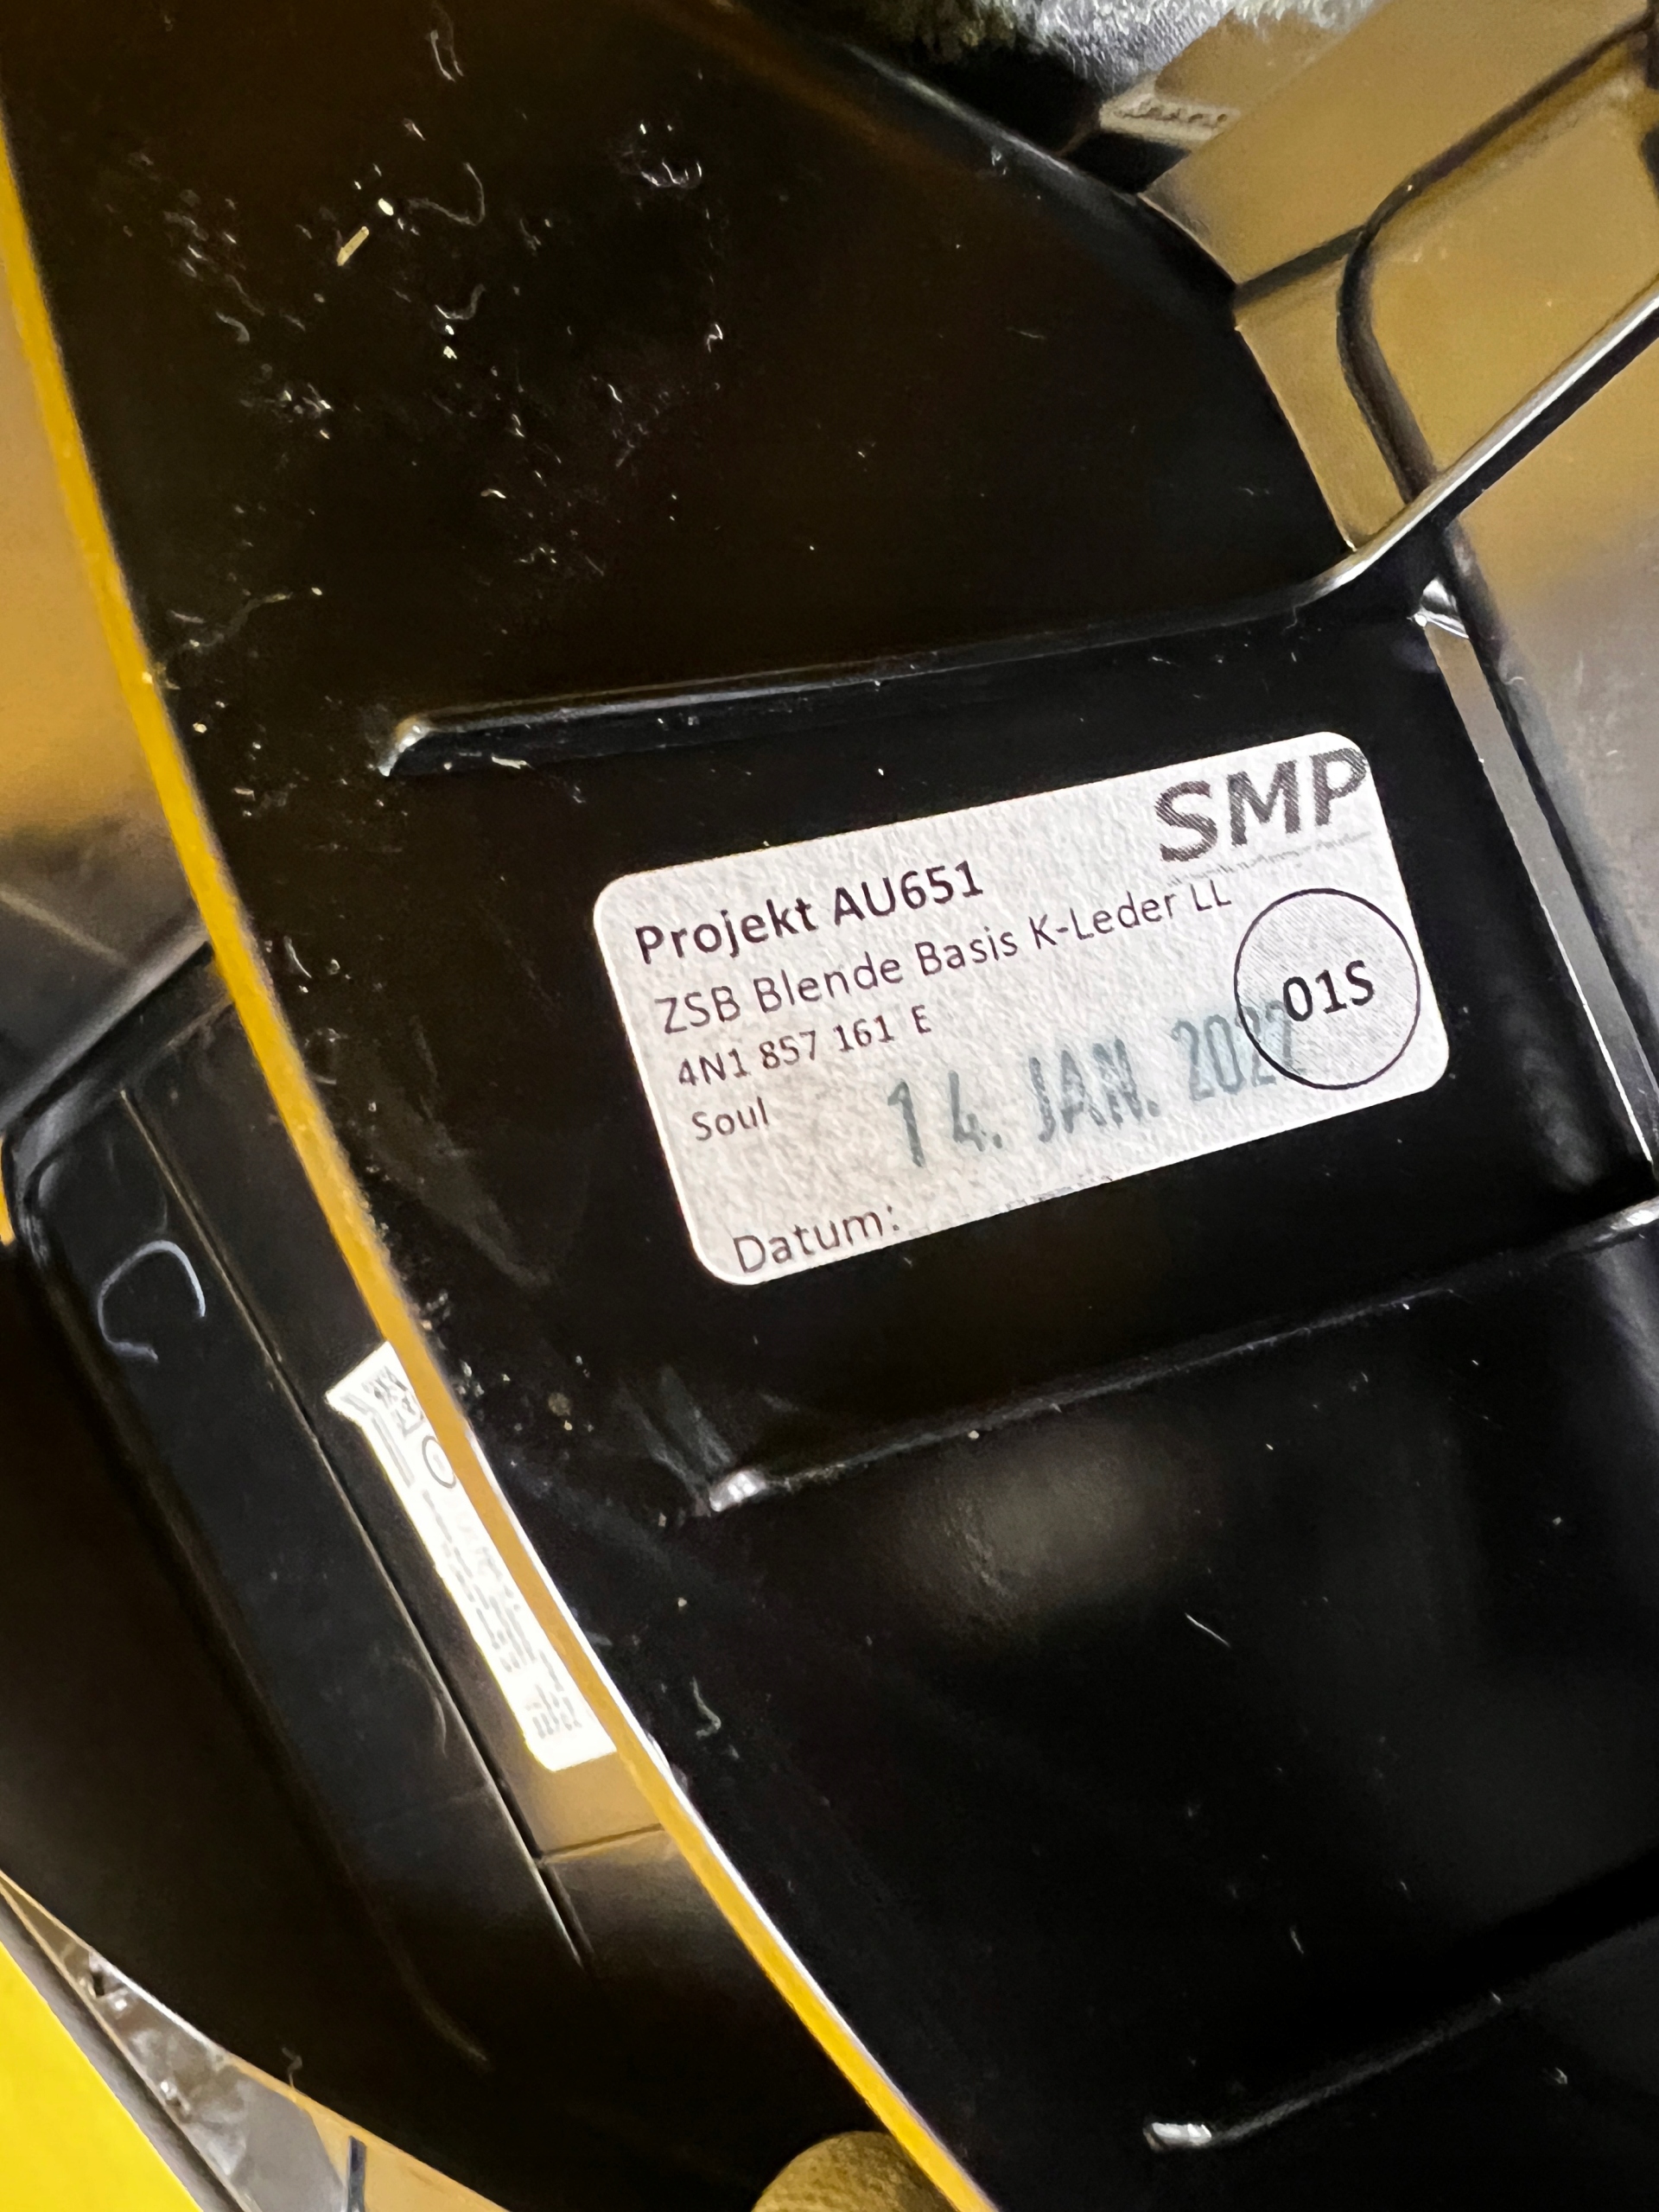 SMP
Projekt AU651
ZSB Blende Basis K-Leder LL
4N1 857 161 E
01S
Soul
14. JAN. 2022
Datum: